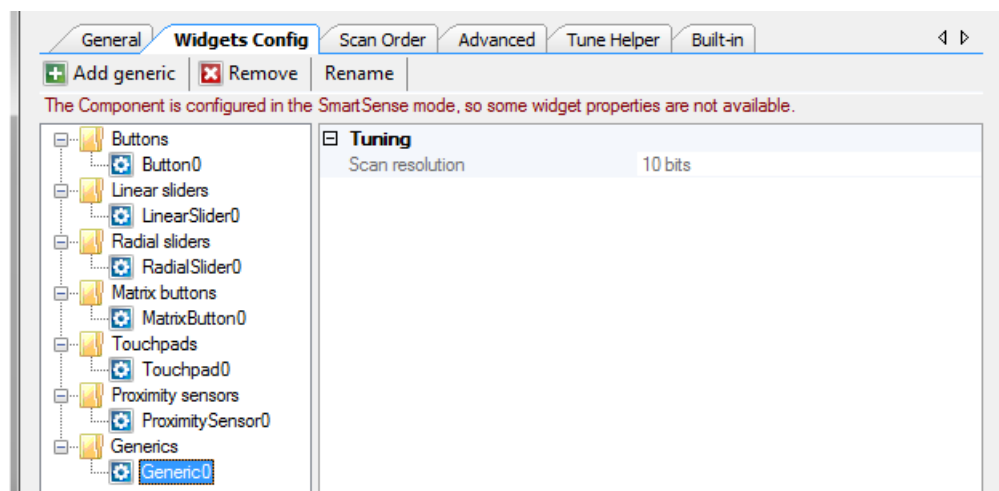 General Widgets Config Scan Order Advanced Tune Helper Built-in
Add generic Remove Rename
The Component is configured in the SmartSense mode, so some widget properties are not available.
Buttons
Button0
Linear sliders
LinearSlider0
Radial sliders
RadialSlider0
Matrix buttons
MatrixButton0
Touchpads
Touchpad0
Proximity sensors
ProximitySensor0
Generics
Generic0
Tuning
Scan resolution 10 bits